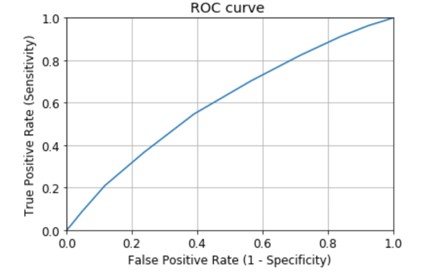 ROC curve
1.0
0.8
0.6
0.4
0.2
0.0
True Positive Rate (Sensitivity)
0.0 0.2 0.4 0.6 0.8 1.0
False Positive Rate (1 - Specificity)